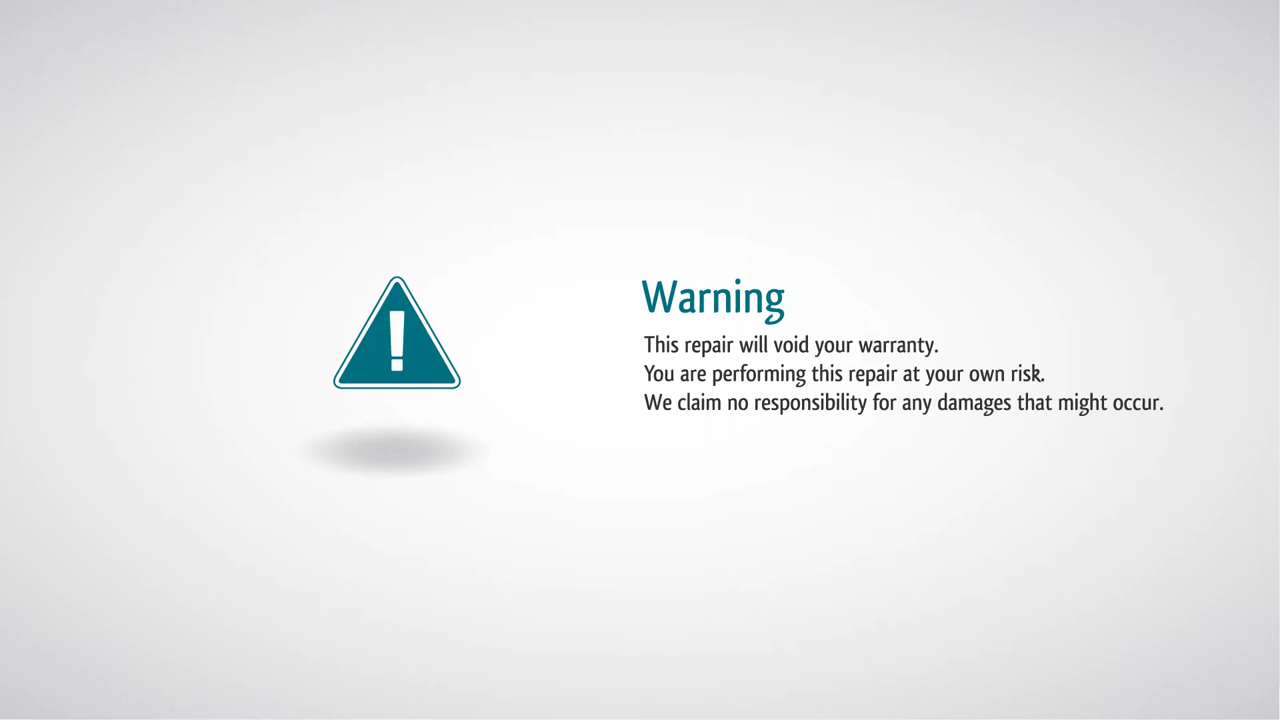 Warning
This repair will void your warranty.
You are performing this repair at your own risk.
We claim no responsibility for any damages that might occur.